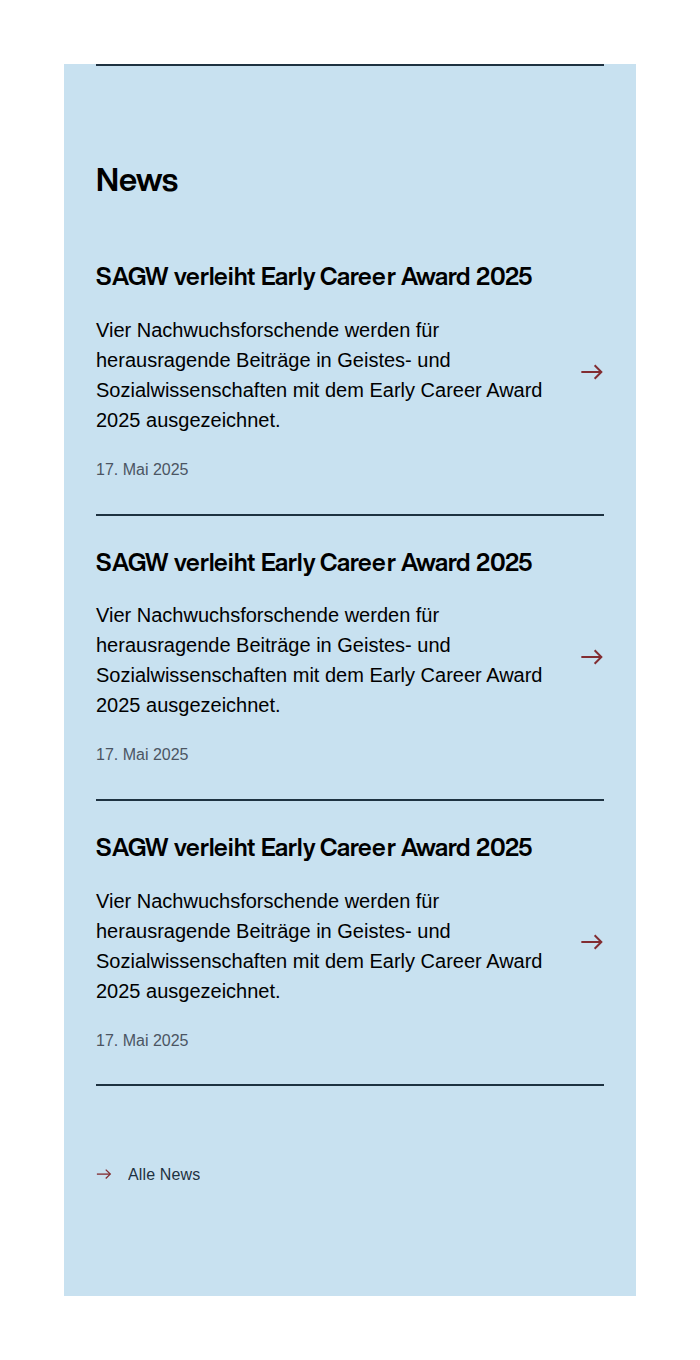 News
SAGW verleiht Early Career Award 2025
Vier Nachwuchsforschende werden für
herausragende Beiträge in Geistes- und
Sozialwissenschaften mit dem Early Career Award
2025 ausgezeichnet.
17. Mai 2025
SAGW verleiht Early Career Award 2025
Vier Nachwuchsforschende werden für
herausragende Beiträge in Geistes- und
Sozialwissenschaften mit dem Early Career Award
2025 ausgezeichnet.
17. Mai 2025
SAGW verleiht Early Career Award 2025
Vier Nachwuchsforschende werden für
herausragende Beiträge in Geistes- und
Sozialwissenschaften mit dem Early Career Award
2025 ausgezeichnet.
17. Mai 2025
Alle News